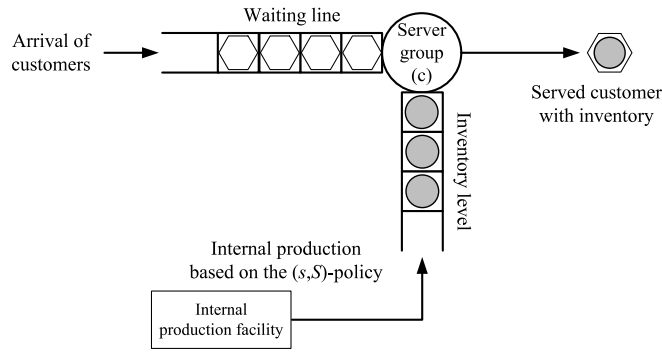 Waiting line
Arrival of
customers
Server
group
(c)
Served customer
with inventory
Inventory level
Internal production
based on the (s,S)-policy
Internal
production facility